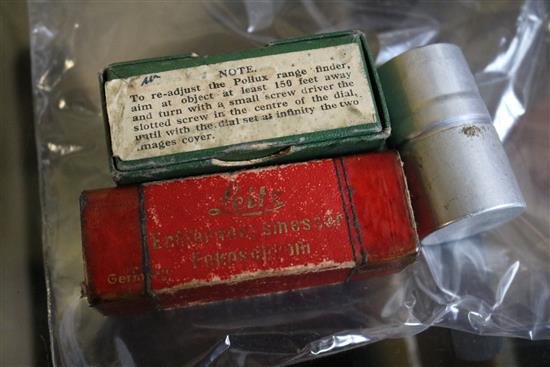 NOTE.
To re-adjust the Pollux range finder,
aim at object at least 150 feet away
and turn with a small screw driver the
slotted screw in the centre of the dial,
until with the dial set at infinity the two
images cover.
Leitz
Entfernungsmesser
Fokos
Germany